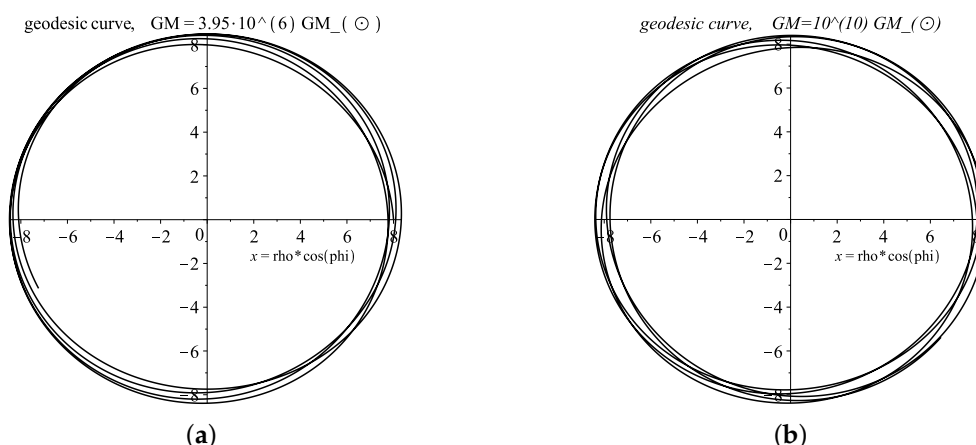 geodesic curve,    GM = 3.95·10^(6) GM_(⊙)
8
6
4
2
−8 −6 −4 −2 0 2 4 6 8
x = rho*cos(phi)
−2
−4
−6
−8
(a)
geodesic curve,    GM=10^(10) GM_(⊙)
8
6
4
2
−8 −6 −4 −2 0 2 4 6 8
x = rho*cos(phi)
−2
−4
−6
−8
(b)